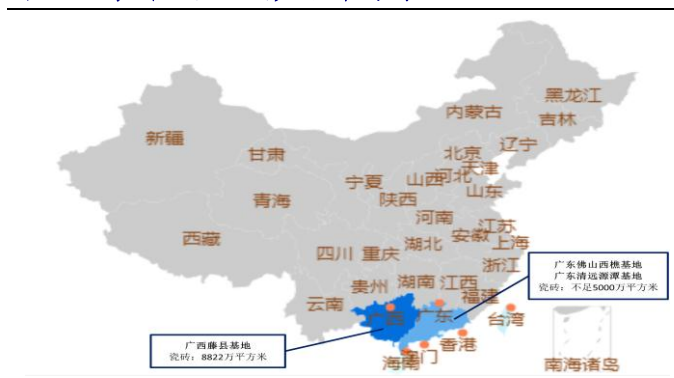 黑龙江
内蒙古
吉林
新疆
辽宁
北京
甘肃
天津
宁夏
山西
河北
山东
青海
陕西
河南
江苏
西藏
安徽
上海
湖北
四川
重庆
浙江
广东佛山西樵基地
广东清远源潭基地
瓷砖：不足5000万平方米
贵州
湖南
江西
福建
云南
广西
广东
台湾
广西藤县基地
瓷砖：8822万平方米
香港
澳门
海南
南海诸岛